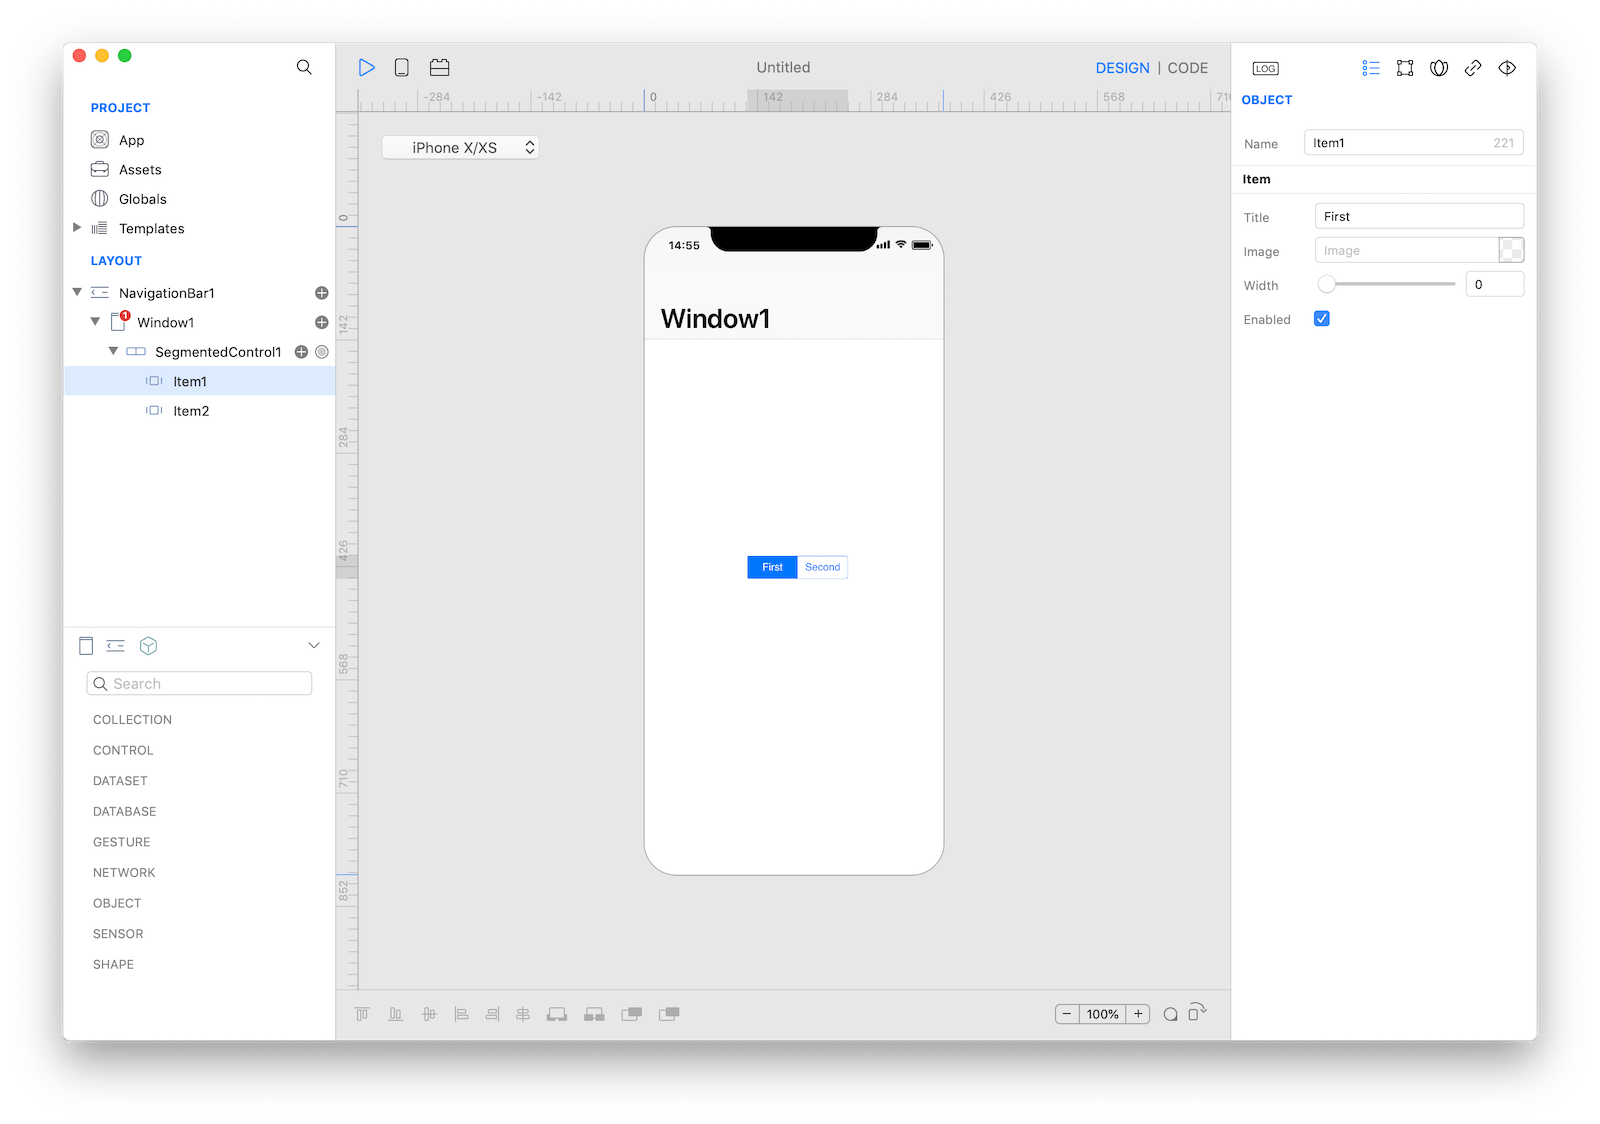 PROJECT
App
Assets
Globals
Templates
LAYOUT
NavigationBar1
1
Window1
SegmentedControl1
Item1
Item2
Search
COLLECTION
CONTROL
DATASET
DATABASE
GESTURE
NETWORK
OBJECT
SENSOR
SHAPE
Untitled
DESIGN | CODE
-284 -142 0 142 284 426 568
0
142
284
426
568
710
852
iPhone X/XS
14:55
Window1
First Second
− 100% +
LOG
OBJECT
Name Item1 221
Item
Title First
Image Image
Width 0
Enabled